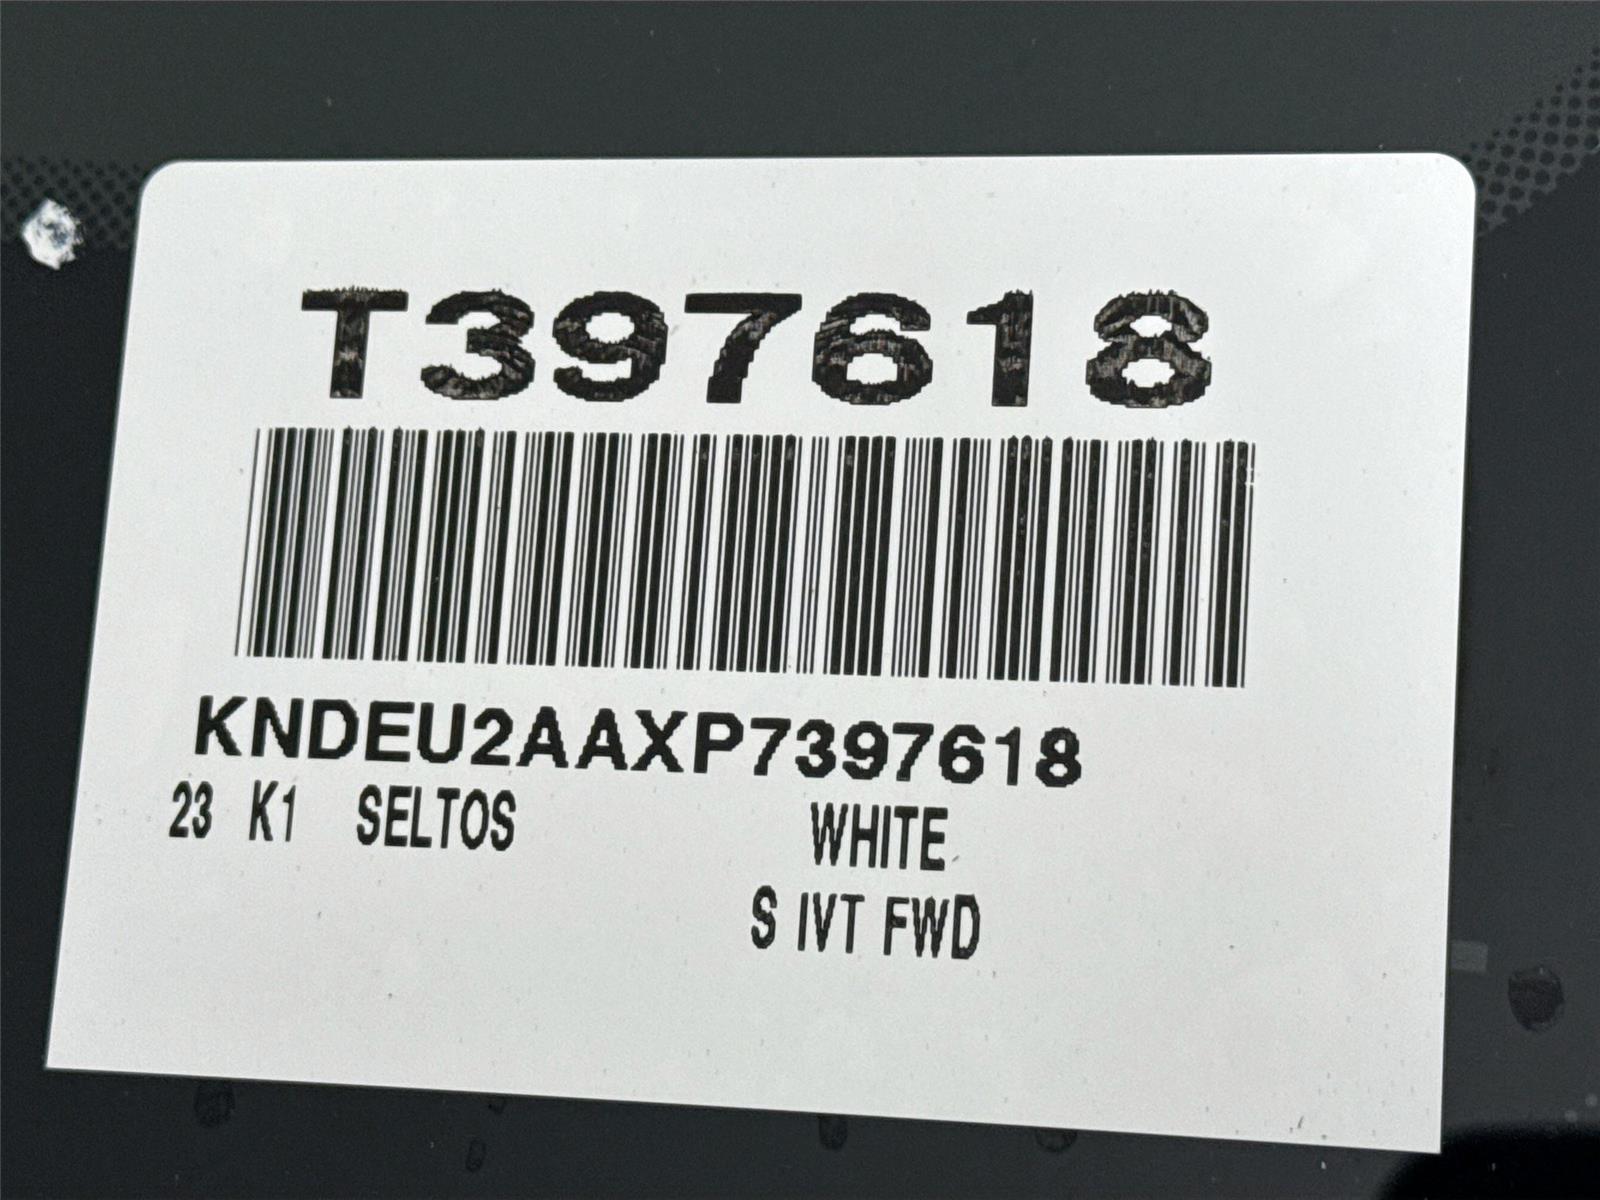 T397618
KNDEU2AAXP7397618
23 K1 SELTOS WHITE
S IVT FWD